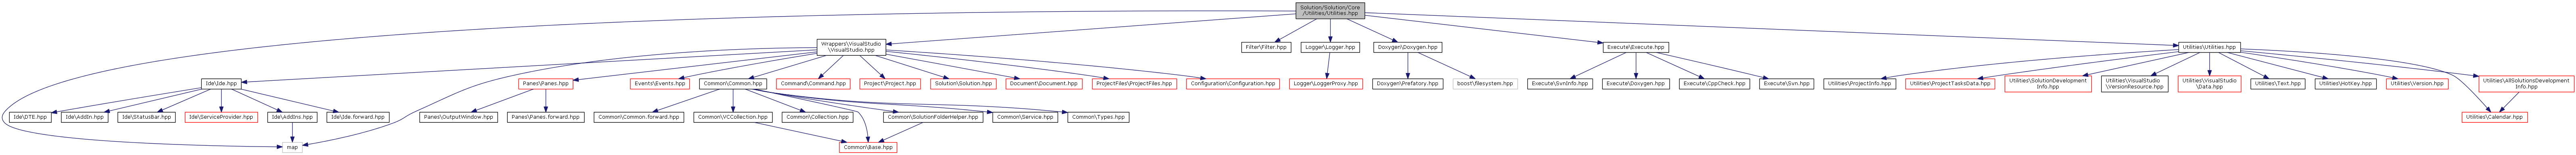 Solution/Solution/Core
/Utilities/Utilities.hpp
Wrappers\VisualStudio
\VisualStudio.hpp
Filter\Filter.hpp
Logger\Logger.hpp
Doxygen\Doxygen.hpp
Execute\Execute.hpp
Utilities\Utilities.hpp
Ide\Ide.hpp
Panes\Panes.hpp
Events\Events.hpp
Common\Common.hpp
Command\Command.hpp
Project\Project.hpp
Solution\Solution.hpp
Document\Document.hpp
ProjectFiles\ProjectFiles.hpp
Configuration\Configuration.hpp
Logger\LoggerProxy.hpp
Doxygen\Prefatory.hpp
boost\filesystem.hpp
Execute\SvnInfo.hpp
Execute\Doxygen.hpp
Execute\CppCheck.hpp
Execute\Svn.hpp
Utilities\ProjectInfo.hpp
Utilities\ProjectTasksData.hpp
Utilities\SolutionDevelopment
Info.hpp
Utilities\VisualStudio
\VersionResource.hpp
Utilities\VisualStudio
\Data.hpp
Utilities\Text.hpp
Utilities\HotKey.hpp
Utilities\Version.hpp
Utilities\AllSolutionsDevelopment
Info.hpp
Ide\DTE.hpp
Ide\AddIn.hpp
Ide\StatusBar.hpp
Ide\ServiceProvider.hpp
Ide\AddIns.hpp
Ide\Ide.forward.hpp
Panes\OutputWindow.hpp
Panes\Panes.forward.hpp
Common\Common.forward.hpp
Common\VCCollection.hpp
Common\Collection.hpp
Common\SolutionFolderHelper.hpp
Common\Service.hpp
Common\Types.hpp
Utilities\Calendar.hpp
map
Common\Base.hpp